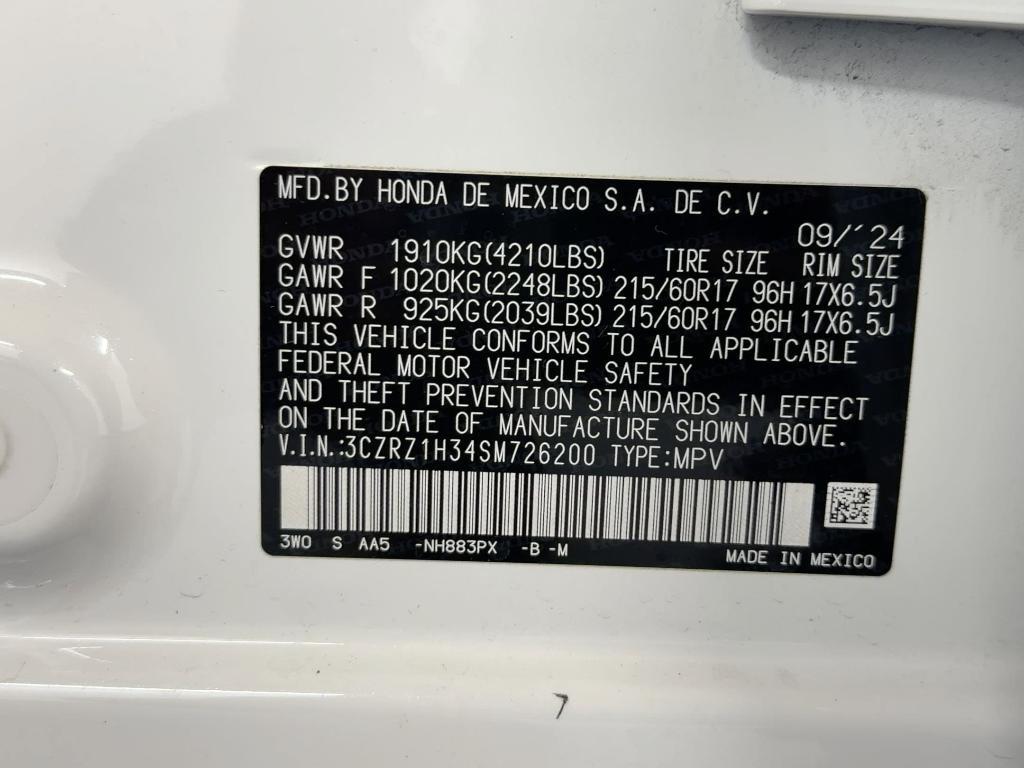 MFD.BY HONDA DE MEXICO S.A. DE C.V.
09/´24
GVWR 1910KG(4210LBS) TIRE SIZE RIM SIZE
GAWR F 1020KG(2248LBS) 215/60R17 96H 17X6.5J
GAWR R 925KG(2039LBS) 215/60R17 96H 17X6.5J
THIS VEHICLE CONFORMS TO ALL APPLICABLE
FEDERAL MOTOR VEHICLE SAFETY
AND THEFT PREVENTION STANDARDS IN EFFECT
ON THE DATE OF MANUFACTURE SHOWN ABOVE.
V.I.N.:3CZRZ1H34SM726200 TYPE:MPV
3W0 S AA5 -NH883PX -B -M
MADE IN MEXICO
7